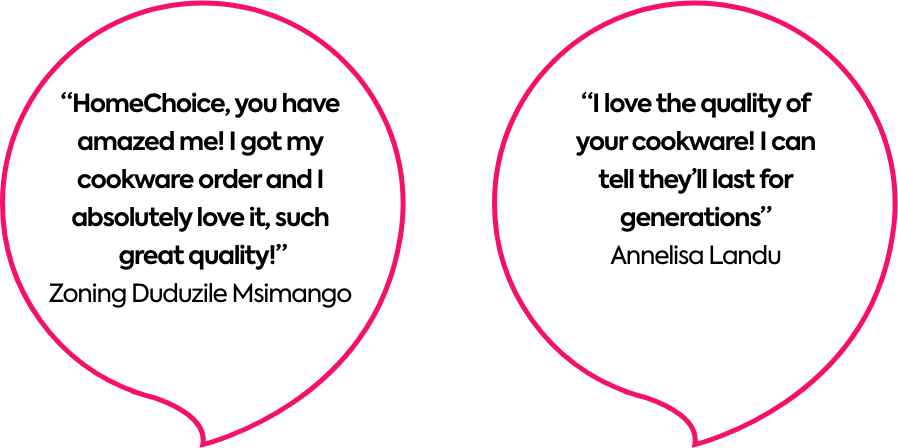 “HomeChoice, you have
amazed me! I got my
cookware order and I
absolutely love it, such
great quality!”
Zoning Duduzile Msimango
“I love the quality of
your cookware! I can
tell they’ll last for
generations”
Annelisa Landu